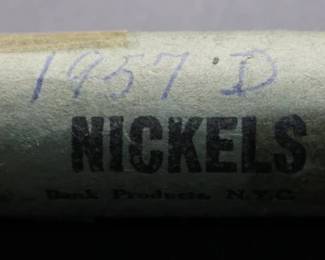 1957 D
NICKELS
Bank Products, N.Y.C.